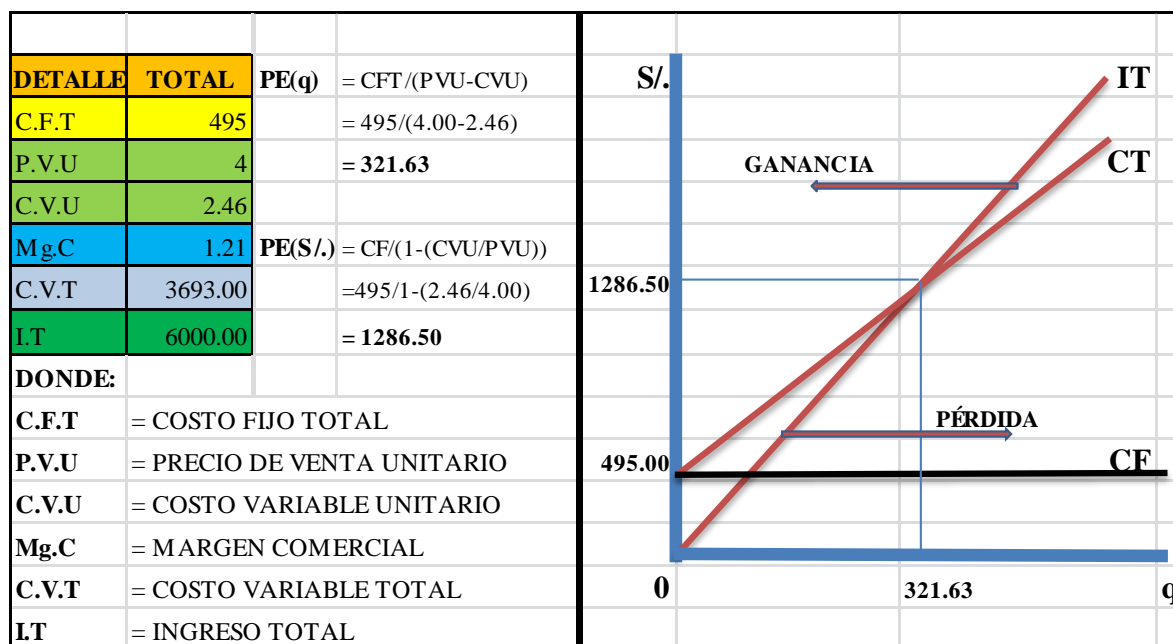 DETALLE TOTAL PE(q) = CFT/(PVU-CVU)
C.F.T 495 = 495/(4.00-2.46)
P.V.U 4 = 321.63
C.V.U 2.46
Mg.C 1.21 PE(S/.) = CF/(1-(CVU/PVU))
C.V.T 3693.00 =495/1-(2.46/4.00)
I.T 6000.00 = 1286.50
DONDE:
C.F.T = COSTO FIJO TOTAL
P.V.U = PRECIO DE VENTA UNITARIO
C.V.U = COSTO VARIABLE UNITARIO
Mg.C = MARGEN COMERCIAL
C.V.T = COSTO VARIABLE TOTAL
I.T = INGRESO TOTAL
S/. IT
GANANCIA CT
1286.50
PÉRDIDA
495.00 CF
0 321.63 q